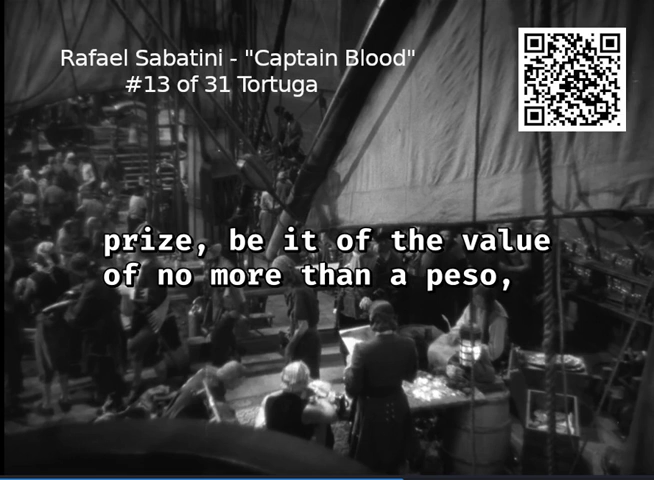 Rafael Sabatini - "Captain Blood"
#13 of 31 Tortuga
prize, be it of the value
of no more than a peso,